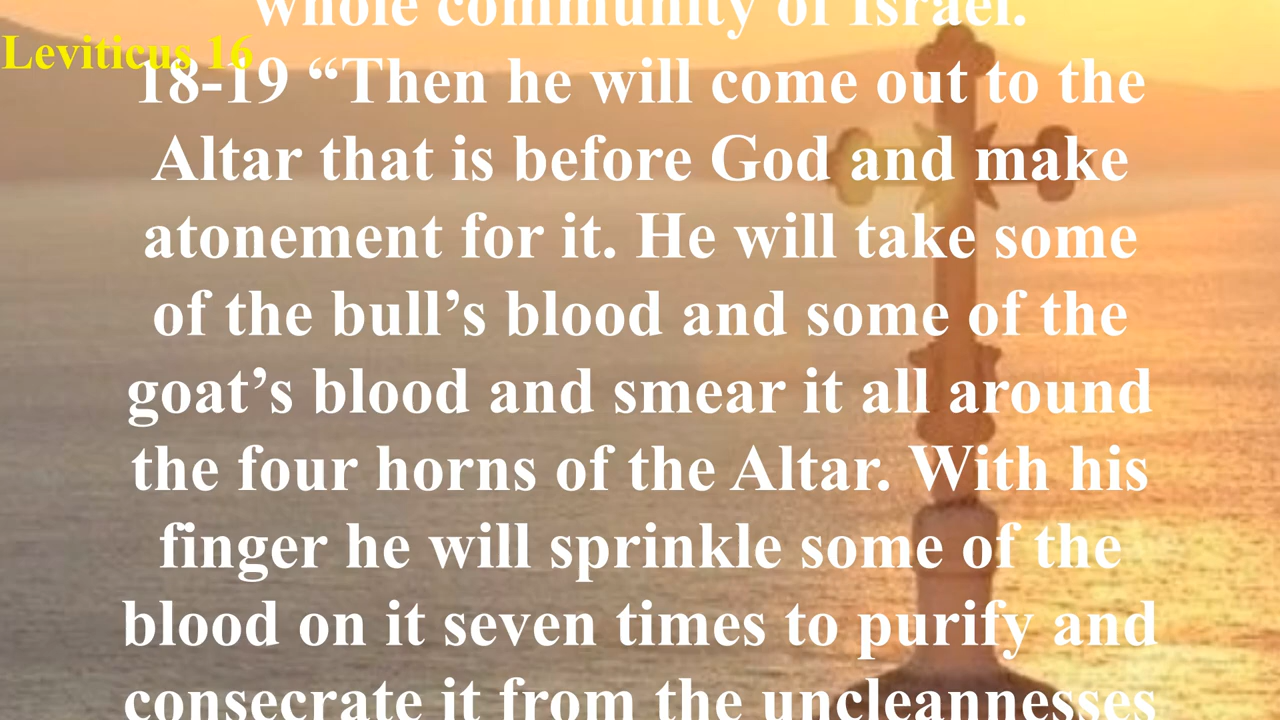 whole community of Israel.
Leviticus 16
18-19 “Then he will come out to the
Altar that is before God and make
atonement for it. He will take some
of the bull’s blood and some of the
goat’s blood and smear it all around
the four horns of the Altar. With his
finger he will sprinkle some of the
blood on it seven times to purify and
consecrate it from the uncleannesses